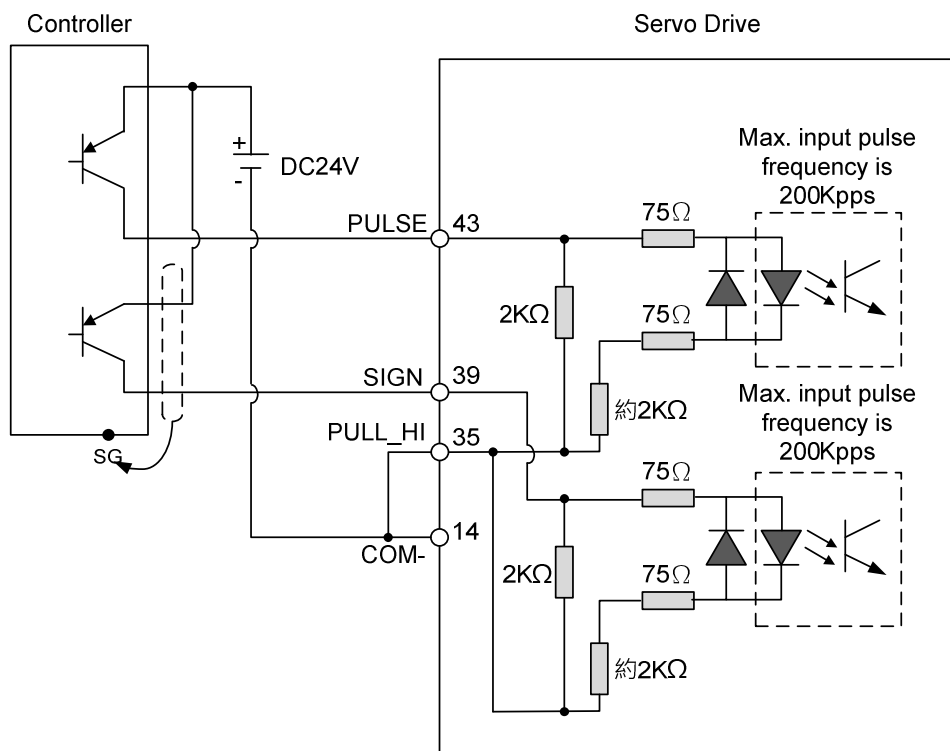 Controller
Servo Drive
+
-
DC24V
Max. input pulse
frequency is
200Kpps
PULSE
43
75Ω
2KΩ
75Ω
約2KΩ
SIGN
39
PULL_HI
35
SG
COM-
14
Max. input pulse
frequency is
200Kpps
75Ω
2KΩ
75Ω
約2KΩ